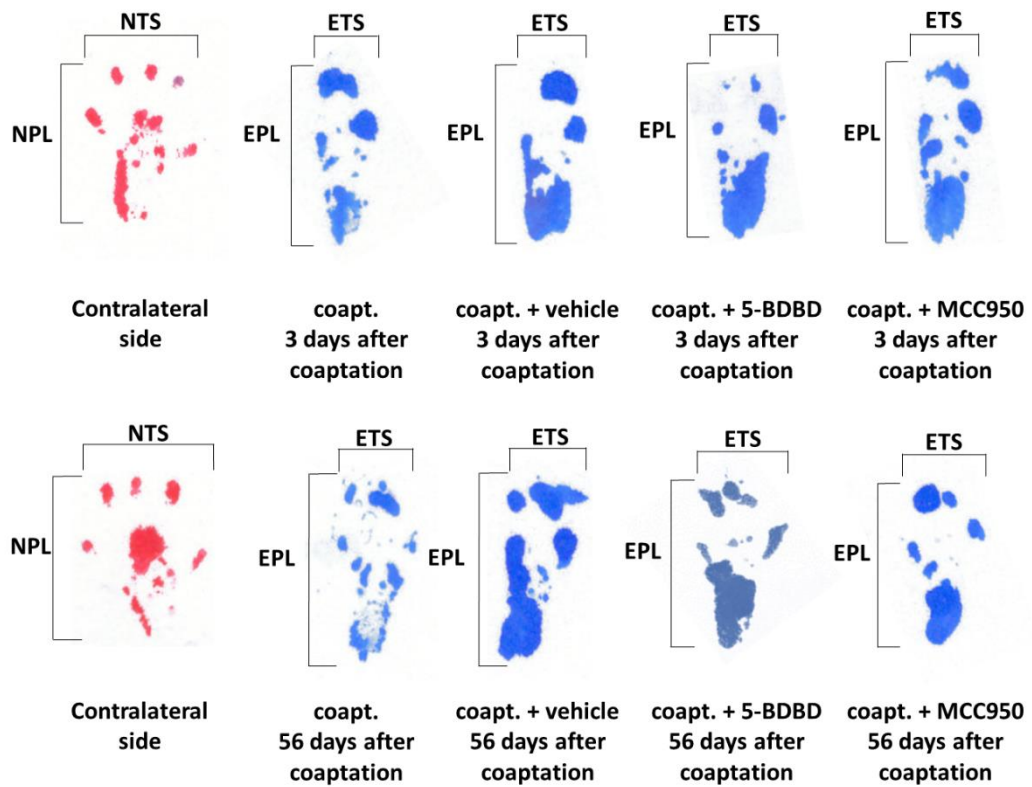 NTS
ETS
ETS
ETS
ETS
NPL
EPL
EPL
EPL
EPL
Contralateral
side
coapt.
3 days after
coaptation
coapt. + vehicle
3 days after
coaptation
coapt. + 5-BDBD
3 days after
coaptation
coapt. + MCC950
3 days after
coaptation
NTS
ETS
ETS
ETS
ETS
NPL
EPL
EPL
EPL
EPL
Contralateral
side
coapt.
56 days after
coaptation
coapt. + vehicle
56 days after
coaptation
coapt. + 5-BDBD
56 days after
coaptation
coapt. + MCC950
56 days after
coaptation